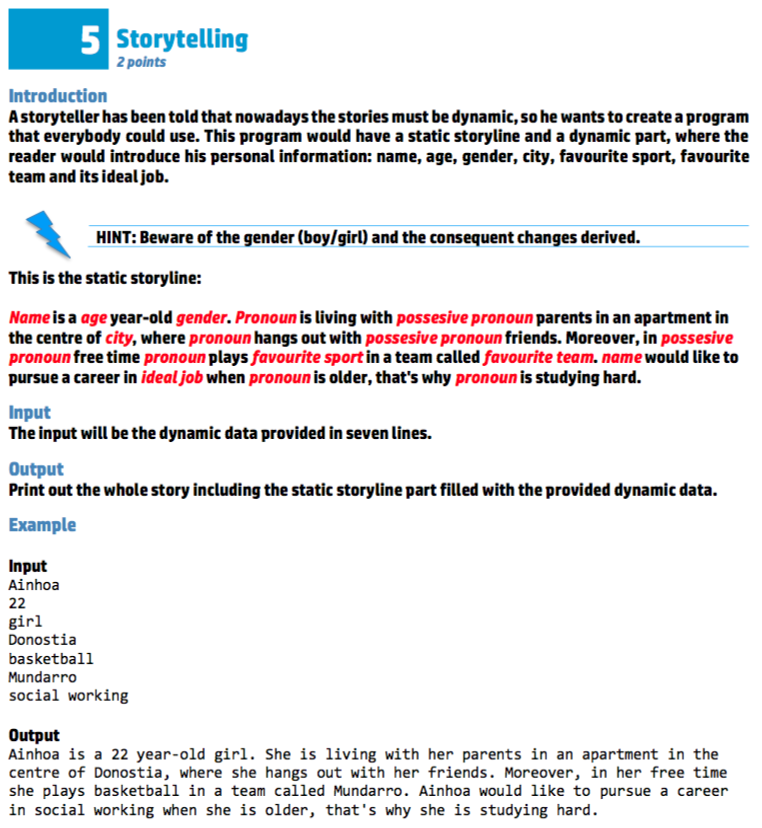 5 Storytelling
2 points
Introduction
A storyteller has been told that nowadays the stories must be dynamic, so he wants to create a program
that everybody could use. This program would have a static storyline and a dynamic part, where the
reader would introduce his personal information: name, age, gender, city, favourite sport, favourite
team and its ideal job.
HINT: Beware of the gender (boy/girl) and the consequent changes derived.
This is the static storyline:
Name is a age year-old gender. Pronoun is living with possesive pronoun parents in an apartment in
the centre of city, where pronoun hangs out with possesive pronoun friends. Moreover, in possesive
pronoun free time pronoun plays favourite sport in a team called favourite team. name would like to
pursue a career in ideal job when pronoun is older, that's why pronoun is studying hard.
Input
The input will be the dynamic data provided in seven lines.
Output
Print out the whole story including the static storyline part filled with the provided dynamic data.
Example
Input
Ainhoa
22
girl
Donostia
basketball
Mundarro
social working
Output
Ainhoa is a 22 year-old girl. She is living with her parents in an apartment in the
centre of Donostia, where she hangs out with her friends. Moreover, in her free time
she plays basketball in a team called Mundarro. Ainhoa would like to pursue a career
in social working when she is older, that's why she is studying hard.